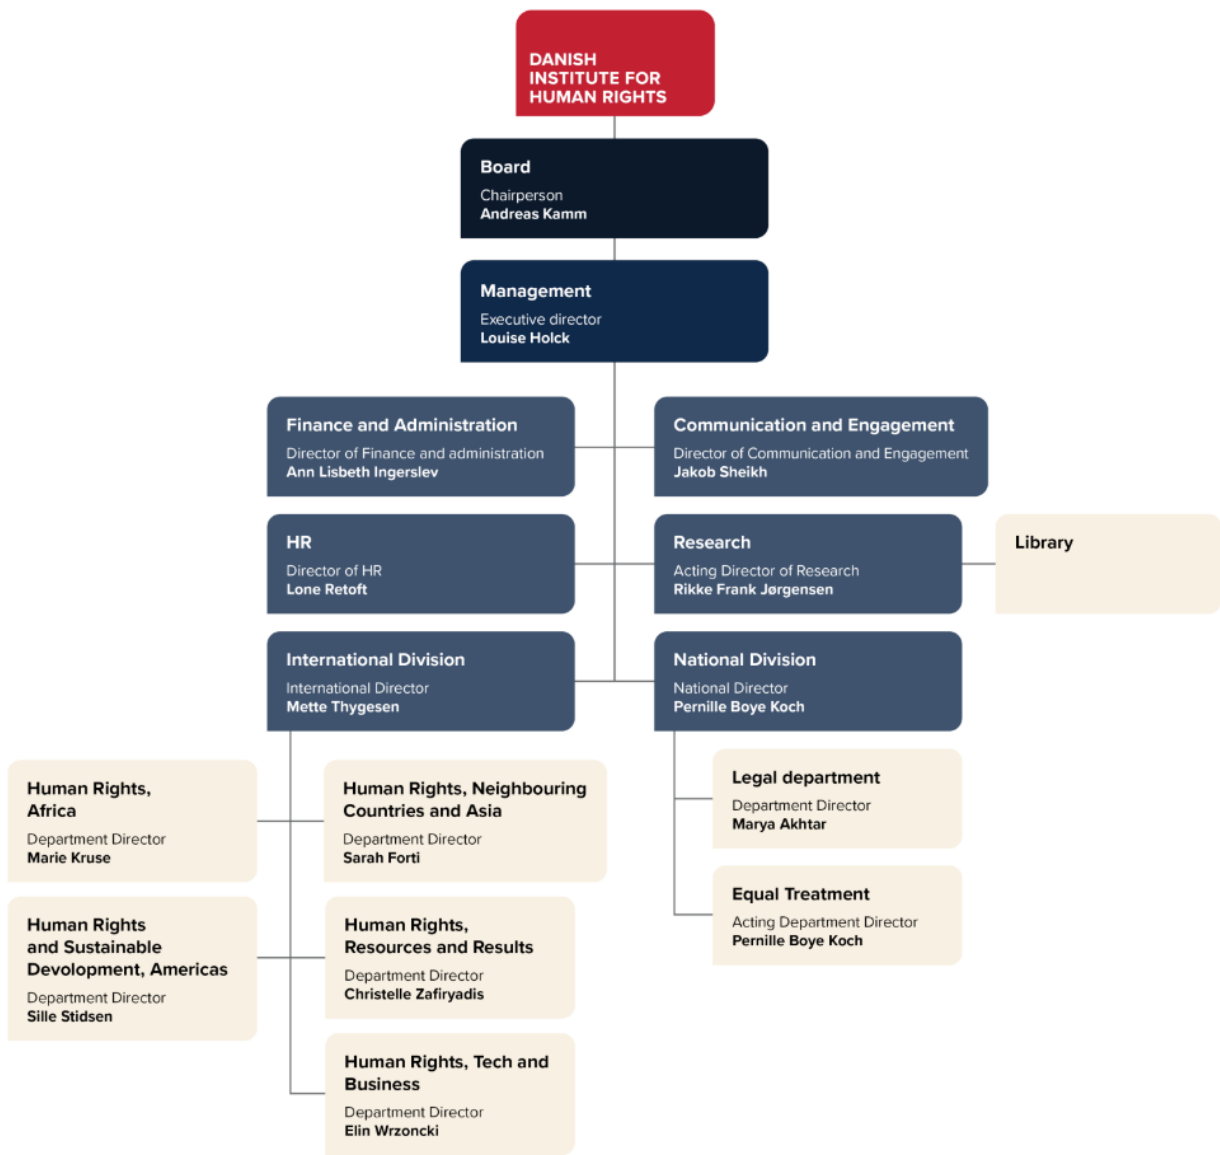 DANISH
INSTITUTE FOR
HUMAN RIGHTS
Board
Chairperson
Andreas Kamm
Management
Executive director
Louise Holck
Finance and Administration
Director of Finance and administration
Ann Lisbeth Ingerslev
Communication and Engagement
Director of Communication and Engagement
Jakob Sheikh
HR
Director of HR
Lone Retoft
Research
Acting Director of Research
Rikke Frank Jørgensen
Library
International Division
International Director
Mette Thygesen
National Division
National Director
Pernille Boye Koch
Human Rights,
Africa
Department Director
Marie Kruse
Human Rights, Neighbouring
Countries and Asia
Department Director
Sarah Forti
Legal department
Department Director
Marya Akhtar
Human Rights
and Sustainable
Devolopment, Americas
Department Director
Sille Stidsen
Human Rights,
Resources and Results
Department Director
Christelle Zafiryadis
Equal Treatment
Acting Department Director
Pernille Boye Koch
Human Rights, Tech and
Business
Department Director
Elin Wrzoncki